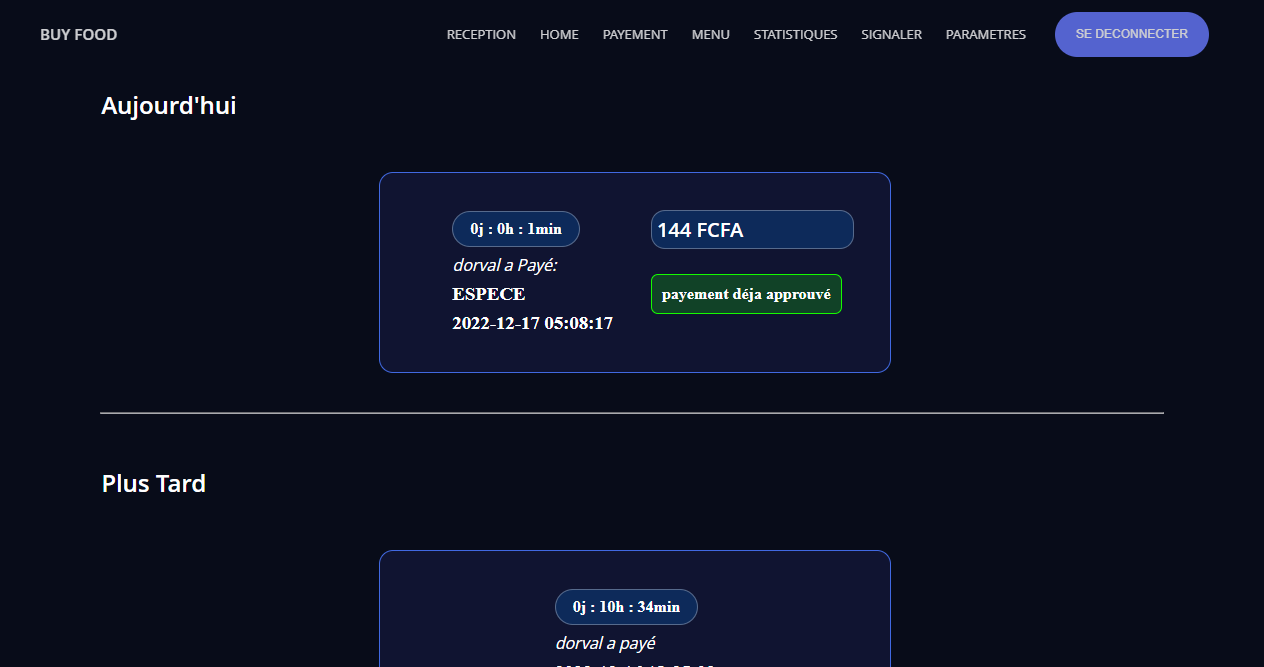 BUY FOOD
RECEPTION HOME PAYEMENT MENU STATISTIQUES SIGNALER PARAMETRES SE DECONNECTER
Aujourd'hui
0j : 0h : 1min
144 FCFA
dorval a Payé:
ESPECE
payement déja approuvé
2022-12-17 05:08:17
Plus Tard
0j : 10h : 34min
dorval a payé